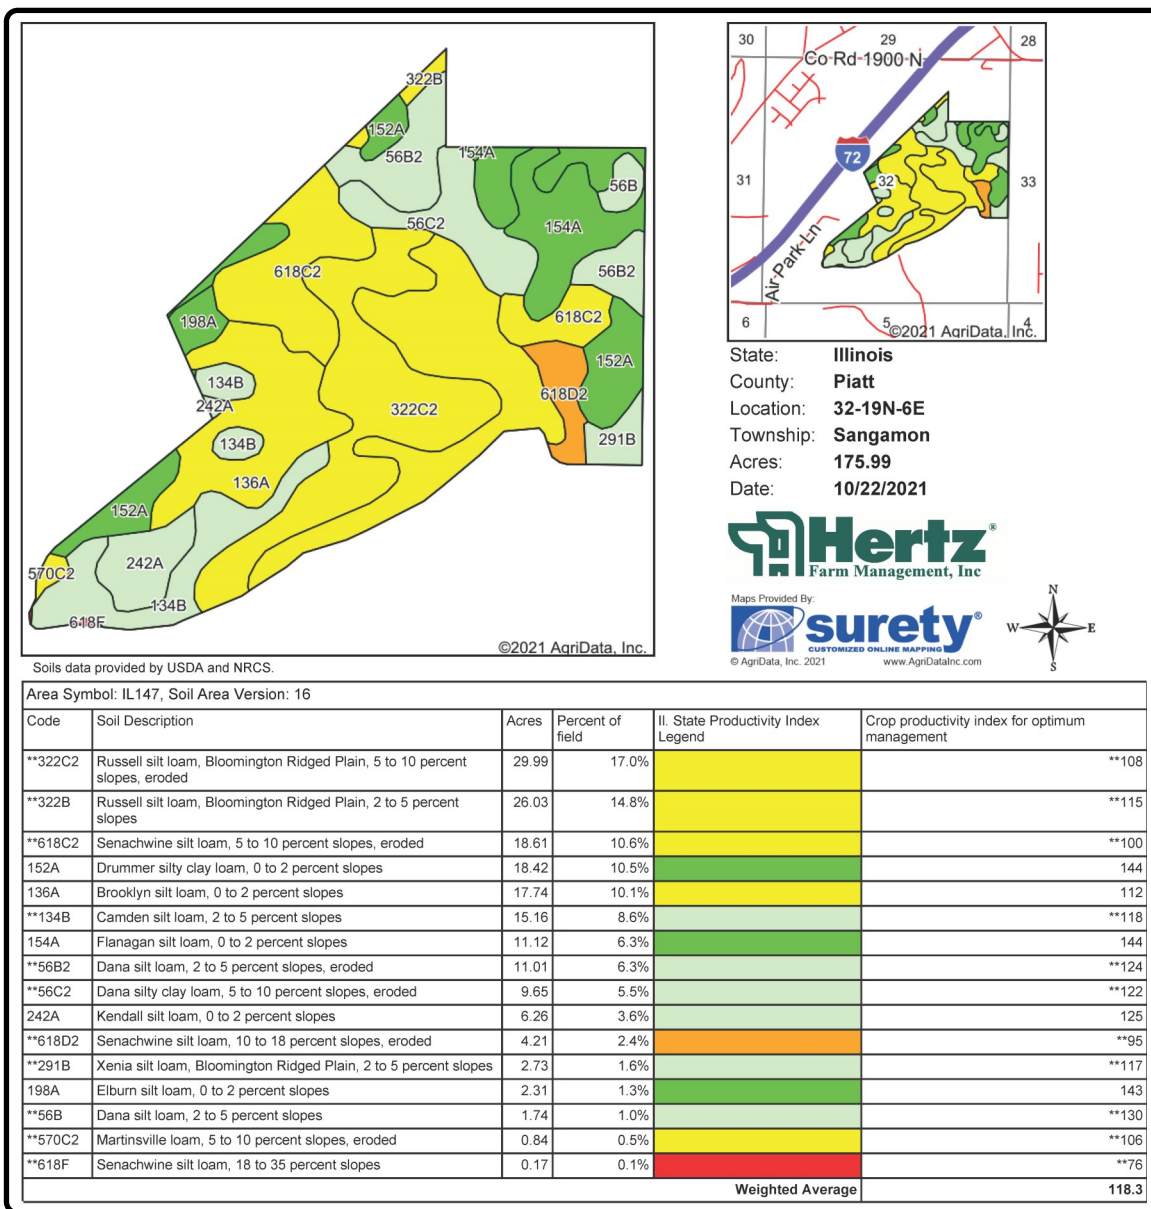 322B
152A
56B2
154A
56B
56C2
154A
56B2
618C2
198A
618C2
152A
134B
618D2
242A
322C2
134B
291B
136A
152A
242A
570C2
134B
618F
©2021 AgriData, Inc.
Soils data provided by USDA and NRCS.
30 29 28
Co Rd 1900 N
72
31 32 33
Air Park Ln
6 5 4
©2021 AgriData, Inc.
State: Illinois
County: Piatt
Location: 32-19N-6E
Township: Sangamon
Acres: 175.99
Date: 10/22/2021
Hertz®
Farm Management, Inc
Maps Provided By:
surety®
CUSTOMIZED ONLINE MAPPING
© AgriData, Inc. 2021 www.AgriDataInc.com
N
W E
S
Area Symbol: IL147, Soil Area Version: 16
Code Soil Description Acres Percent of field II. State Productivity Index Legend Crop productivity index for optimum management
**322C2 Russell silt loam, Bloomington Ridged Plain, 5 to 10 percent slopes, eroded 29.99 17.0% **108
**322B Russell silt loam, Bloomington Ridged Plain, 2 to 5 percent slopes 26.03 14.8% **115
**618C2 Senachwine silt loam, 5 to 10 percent slopes, eroded 18.61 10.6% **100
152A Drummer silty clay loam, 0 to 2 percent slopes 18.42 10.5% 144
136A Brooklyn silt loam, 0 to 2 percent slopes 17.74 10.1% 112
**134B Camden silt loam, 2 to 5 percent slopes 15.16 8.6% **118
154A Flanagan silt loam, 0 to 2 percent slopes 11.12 6.3% 144
**56B2 Dana silt loam, 2 to 5 percent slopes, eroded 11.01 6.3% **124
**56C2 Dana silty clay loam, 5 to 10 percent slopes, eroded 9.65 5.5% **122
242A Kendall silt loam, 0 to 2 percent slopes 6.26 3.6% 125
**618D2 Senachwine silt loam, 10 to 18 percent slopes, eroded 4.21 2.4% **95
**291B Xenia silt loam, Bloomington Ridged Plain, 2 to 5 percent slopes 2.73 1.6% **117
198A Elburn silt loam, 0 to 2 percent slopes 2.31 1.3% 143
**56B Dana silt loam, 2 to 5 percent slopes 1.74 1.0% **130
**570C2 Martinsville loam, 5 to 10 percent slopes, eroded 0.84 0.5% **106
**618F Senachwine silt loam, 18 to 35 percent slopes 0.17 0.1% **76
Weighted Average 118.3